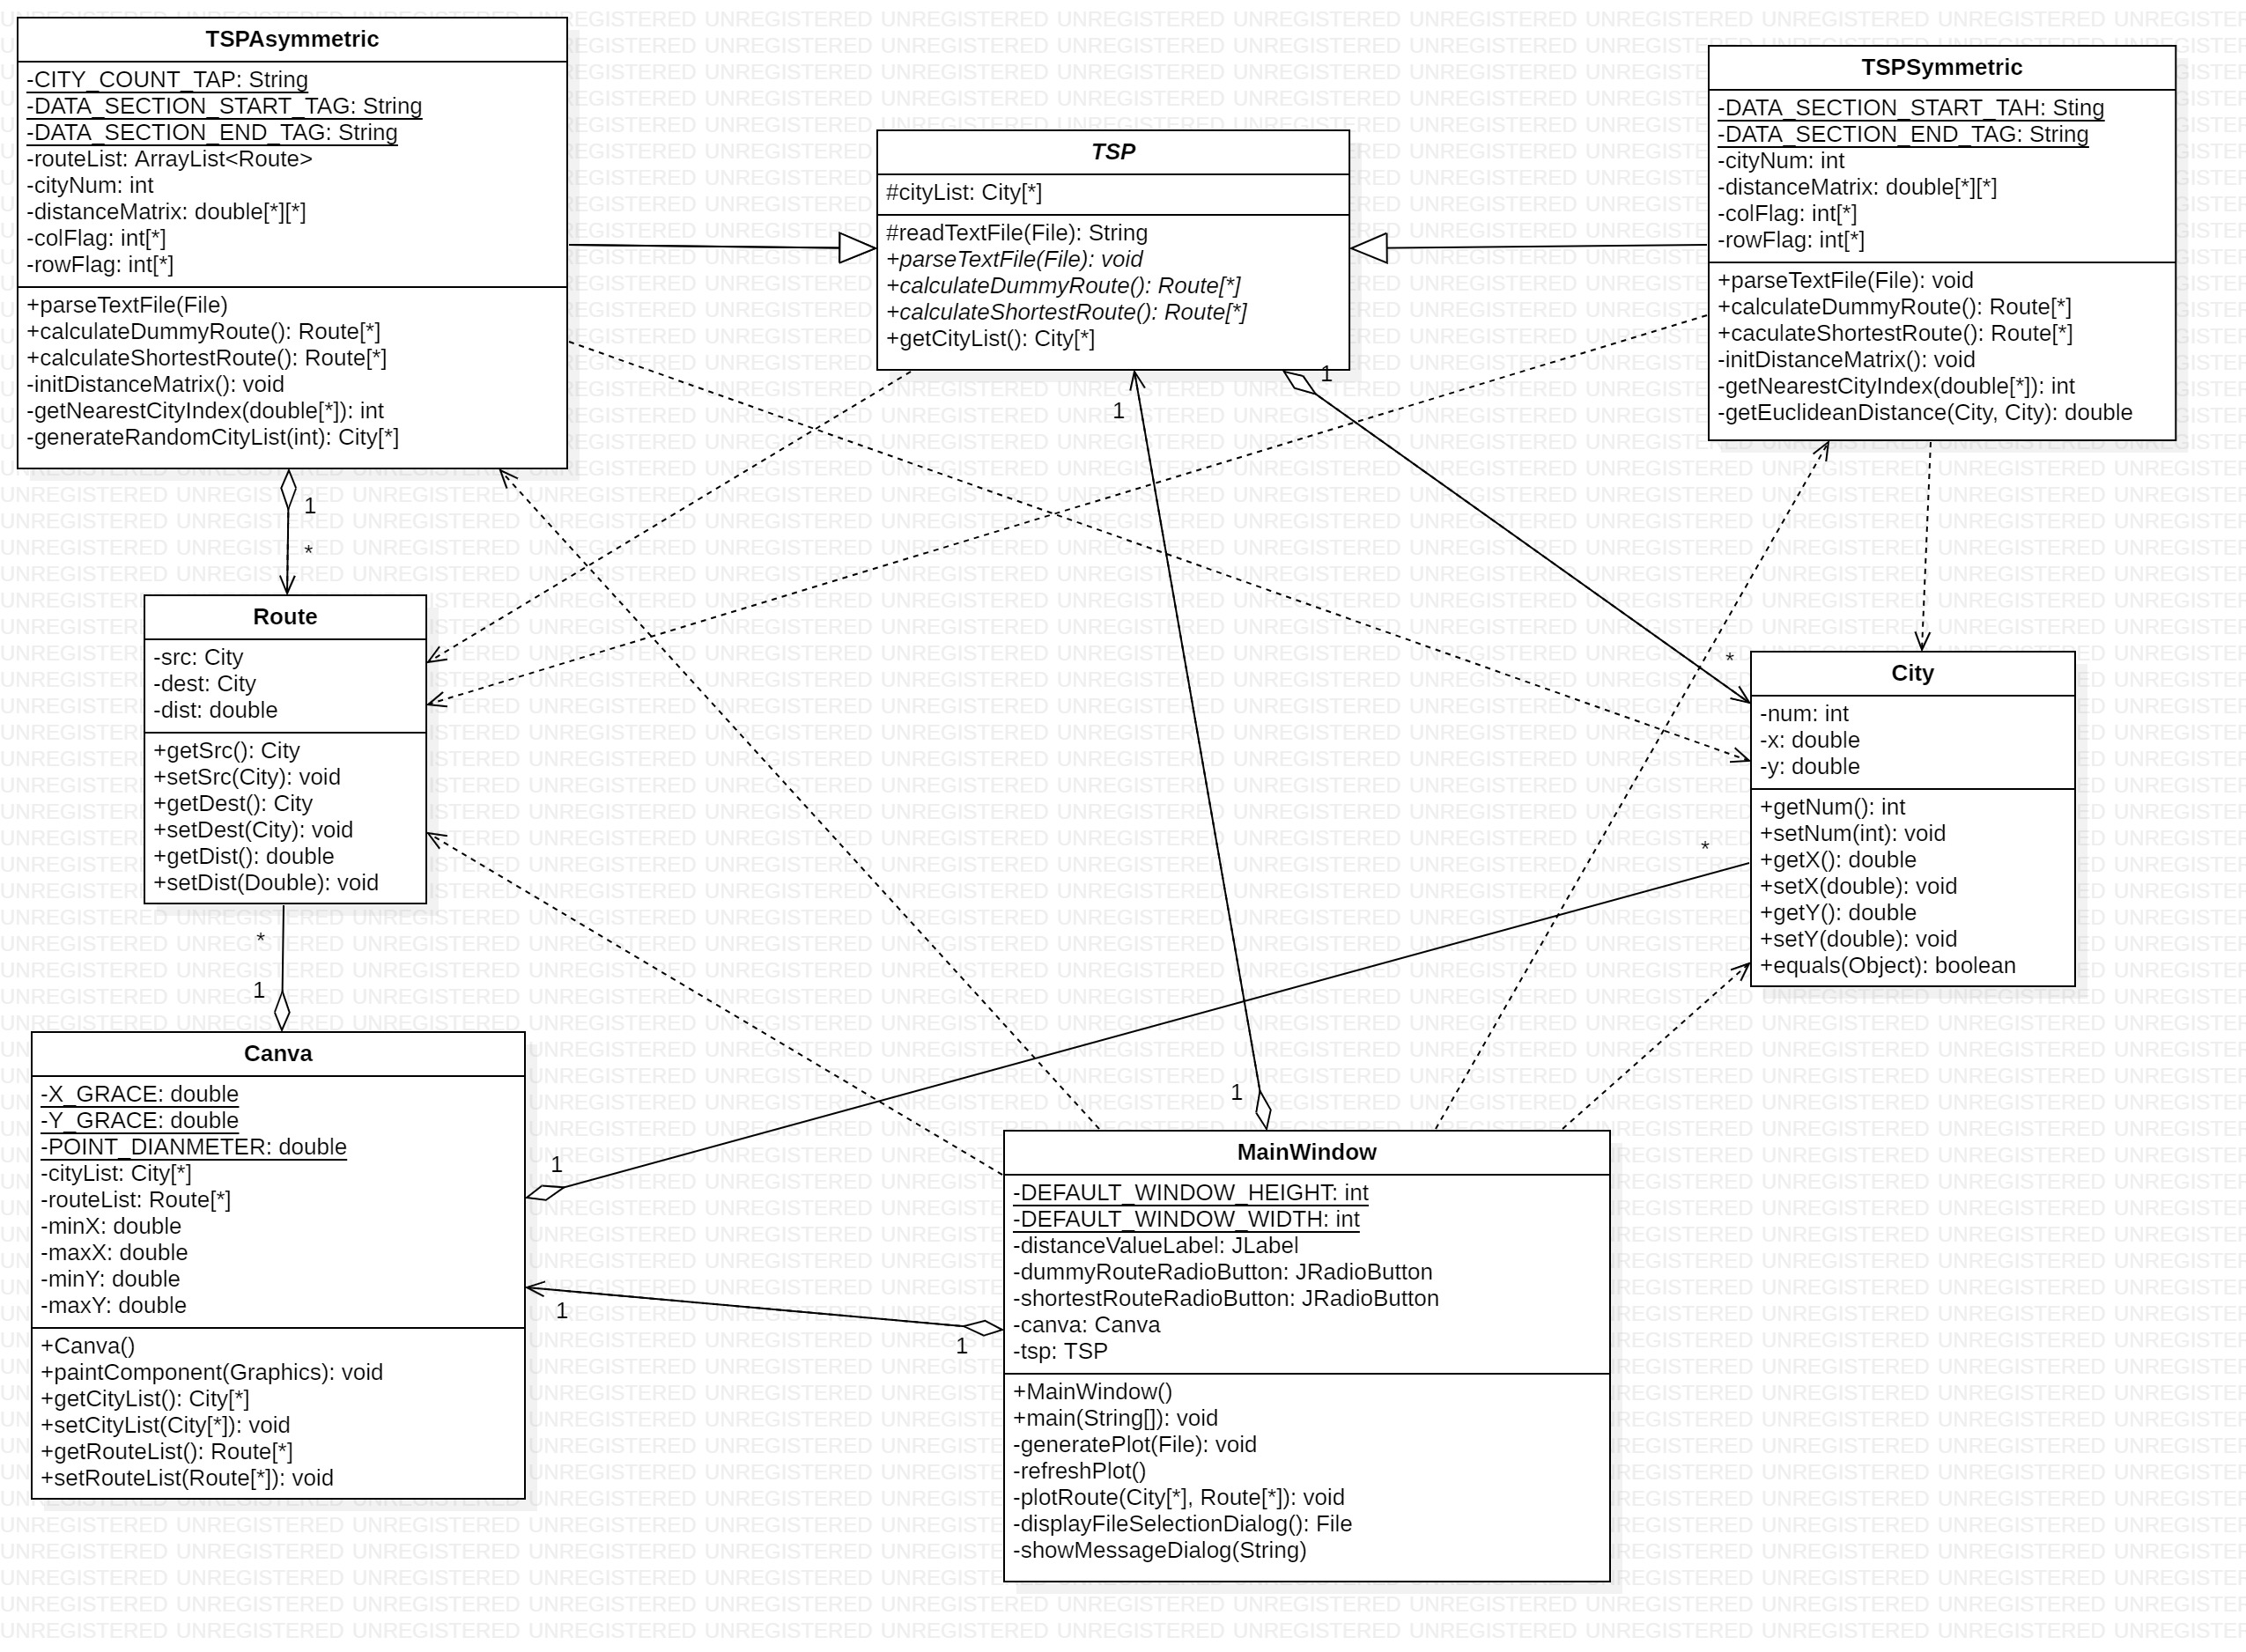 TSPAsymmetric
-CITY_COUNT_TAP: String
-DATA_SECTION_START_TAG: String
-DATA_SECTION_END_TAG: String
-routeList: ArrayList<Route>
-cityNum: int
-distanceMatrix: double[*][*]
-colFlag: int[*]
-rowFlag: int[*]
+parseTextFile(File)
+calculateDummyRoute(): Route[*]
+calculateShortestRoute(): Route[*]
-initDistanceMatrix(): void
-getNearestCityIndex(double[*]): int
-generateRandomCityList(int): City[*]
TSP
#cityList: City[*]
#readTextFile(File): String
+parseTextFile(File): void
+calculateDummyRoute(): Route[*]
+calculateShortestRoute(): Route[*]
+getCityList(): City[*]
TSPSymmetric
-DATA_SECTION_START_TAH: Sting
-DATA_SECTION_END_TAG: String
-cityNum: int
-distanceMatrix: double[*][*]
-colFlag: int[*]
-rowFlag: int[*]
+parseTextFile(File): void
+calculateDummyRoute(): Route[*]
+caculateShortestRoute(): Route[*]
-initDistanceMatrix(): void
-getNearestCityIndex(double[*]): int
-getEuclideanDistance(City, City): double
1
1
1
*
Route
-src: City
-dest: City
-dist: double
+getSrc(): City
+setSrc(City): void
+getDest(): City
+setDest(City): void
+getDist(): double
+setDist(Double): void
*
City
-num: int
-x: double
-y: double
+getNum(): int
+setNum(int): void
+getX(): double
+setX(double): void
+getY(): double
+setY(double): void
+equals(Object): boolean
*
*
1
Canva
-X_GRACE: double
-Y_GRACE: double
-POINT_DIANMETER: double
-cityList: City[*]
-routeList: Route[*]
-minX: double
-maxX: double
-minY: double
-maxY: double
+Canva()
+paintComponent(Graphics): void
+getCityList(): City[*]
+setCityList(City[*]): void
+getRouteList(): Route[*]
+setRouteList(Route[*]): void
1
1
1
1
MainWindow
-DEFAULT_WINDOW_HEIGHT: int
-DEFAULT_WINDOW_WIDTH: int
-distanceValueLabel: JLabel
-dummyRouteRadioButton: JRadioButton
-shortestRouteRadioButton: JRadioButton
-canva: Canva
-tsp: TSP
+MainWindow()
+main(String[]): void
-generatePlot(File): void
-refreshPlot()
-plotRoute(City[*], Route[*]): void
-displayFileSelectionDialog(): File
-showMessageDialog(String)
UNREGISTERED